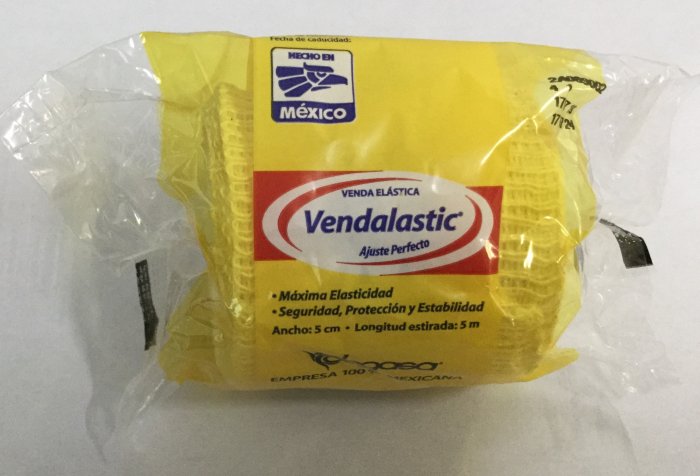 Fecha de caducidad:
HECHO EN
MÉXICO
VENDA ELÁSTICA
Vendalastic®
Ajuste Perfecto
• Máxima Elasticidad
• Seguridad, Protección y Estabilidad
Ancho: 5 cm • Longitud estirada: 5 m
EMPRESA 100 MEXICANA